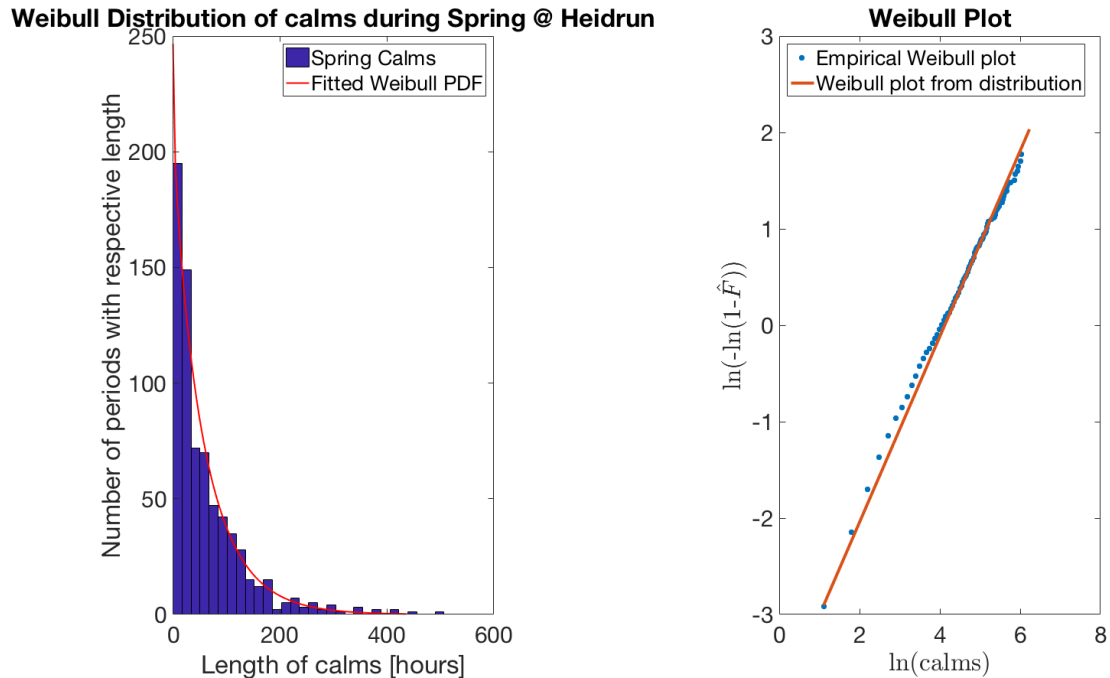 Weibull Distribution of calms during Spring @ Heidrun
250
200
150
100
50
0
0
200
400
600
Number of periods with respective length
Length of calms [hours]
Spring Calms
Fitted Weibull PDF
Weibull Plot
3
2
1
0
-1
-2
-3
0
2
4
6
8
ln(-ln(1-F̂))
ln(calms)
Empirical Weibull plot
Weibull plot from distribution